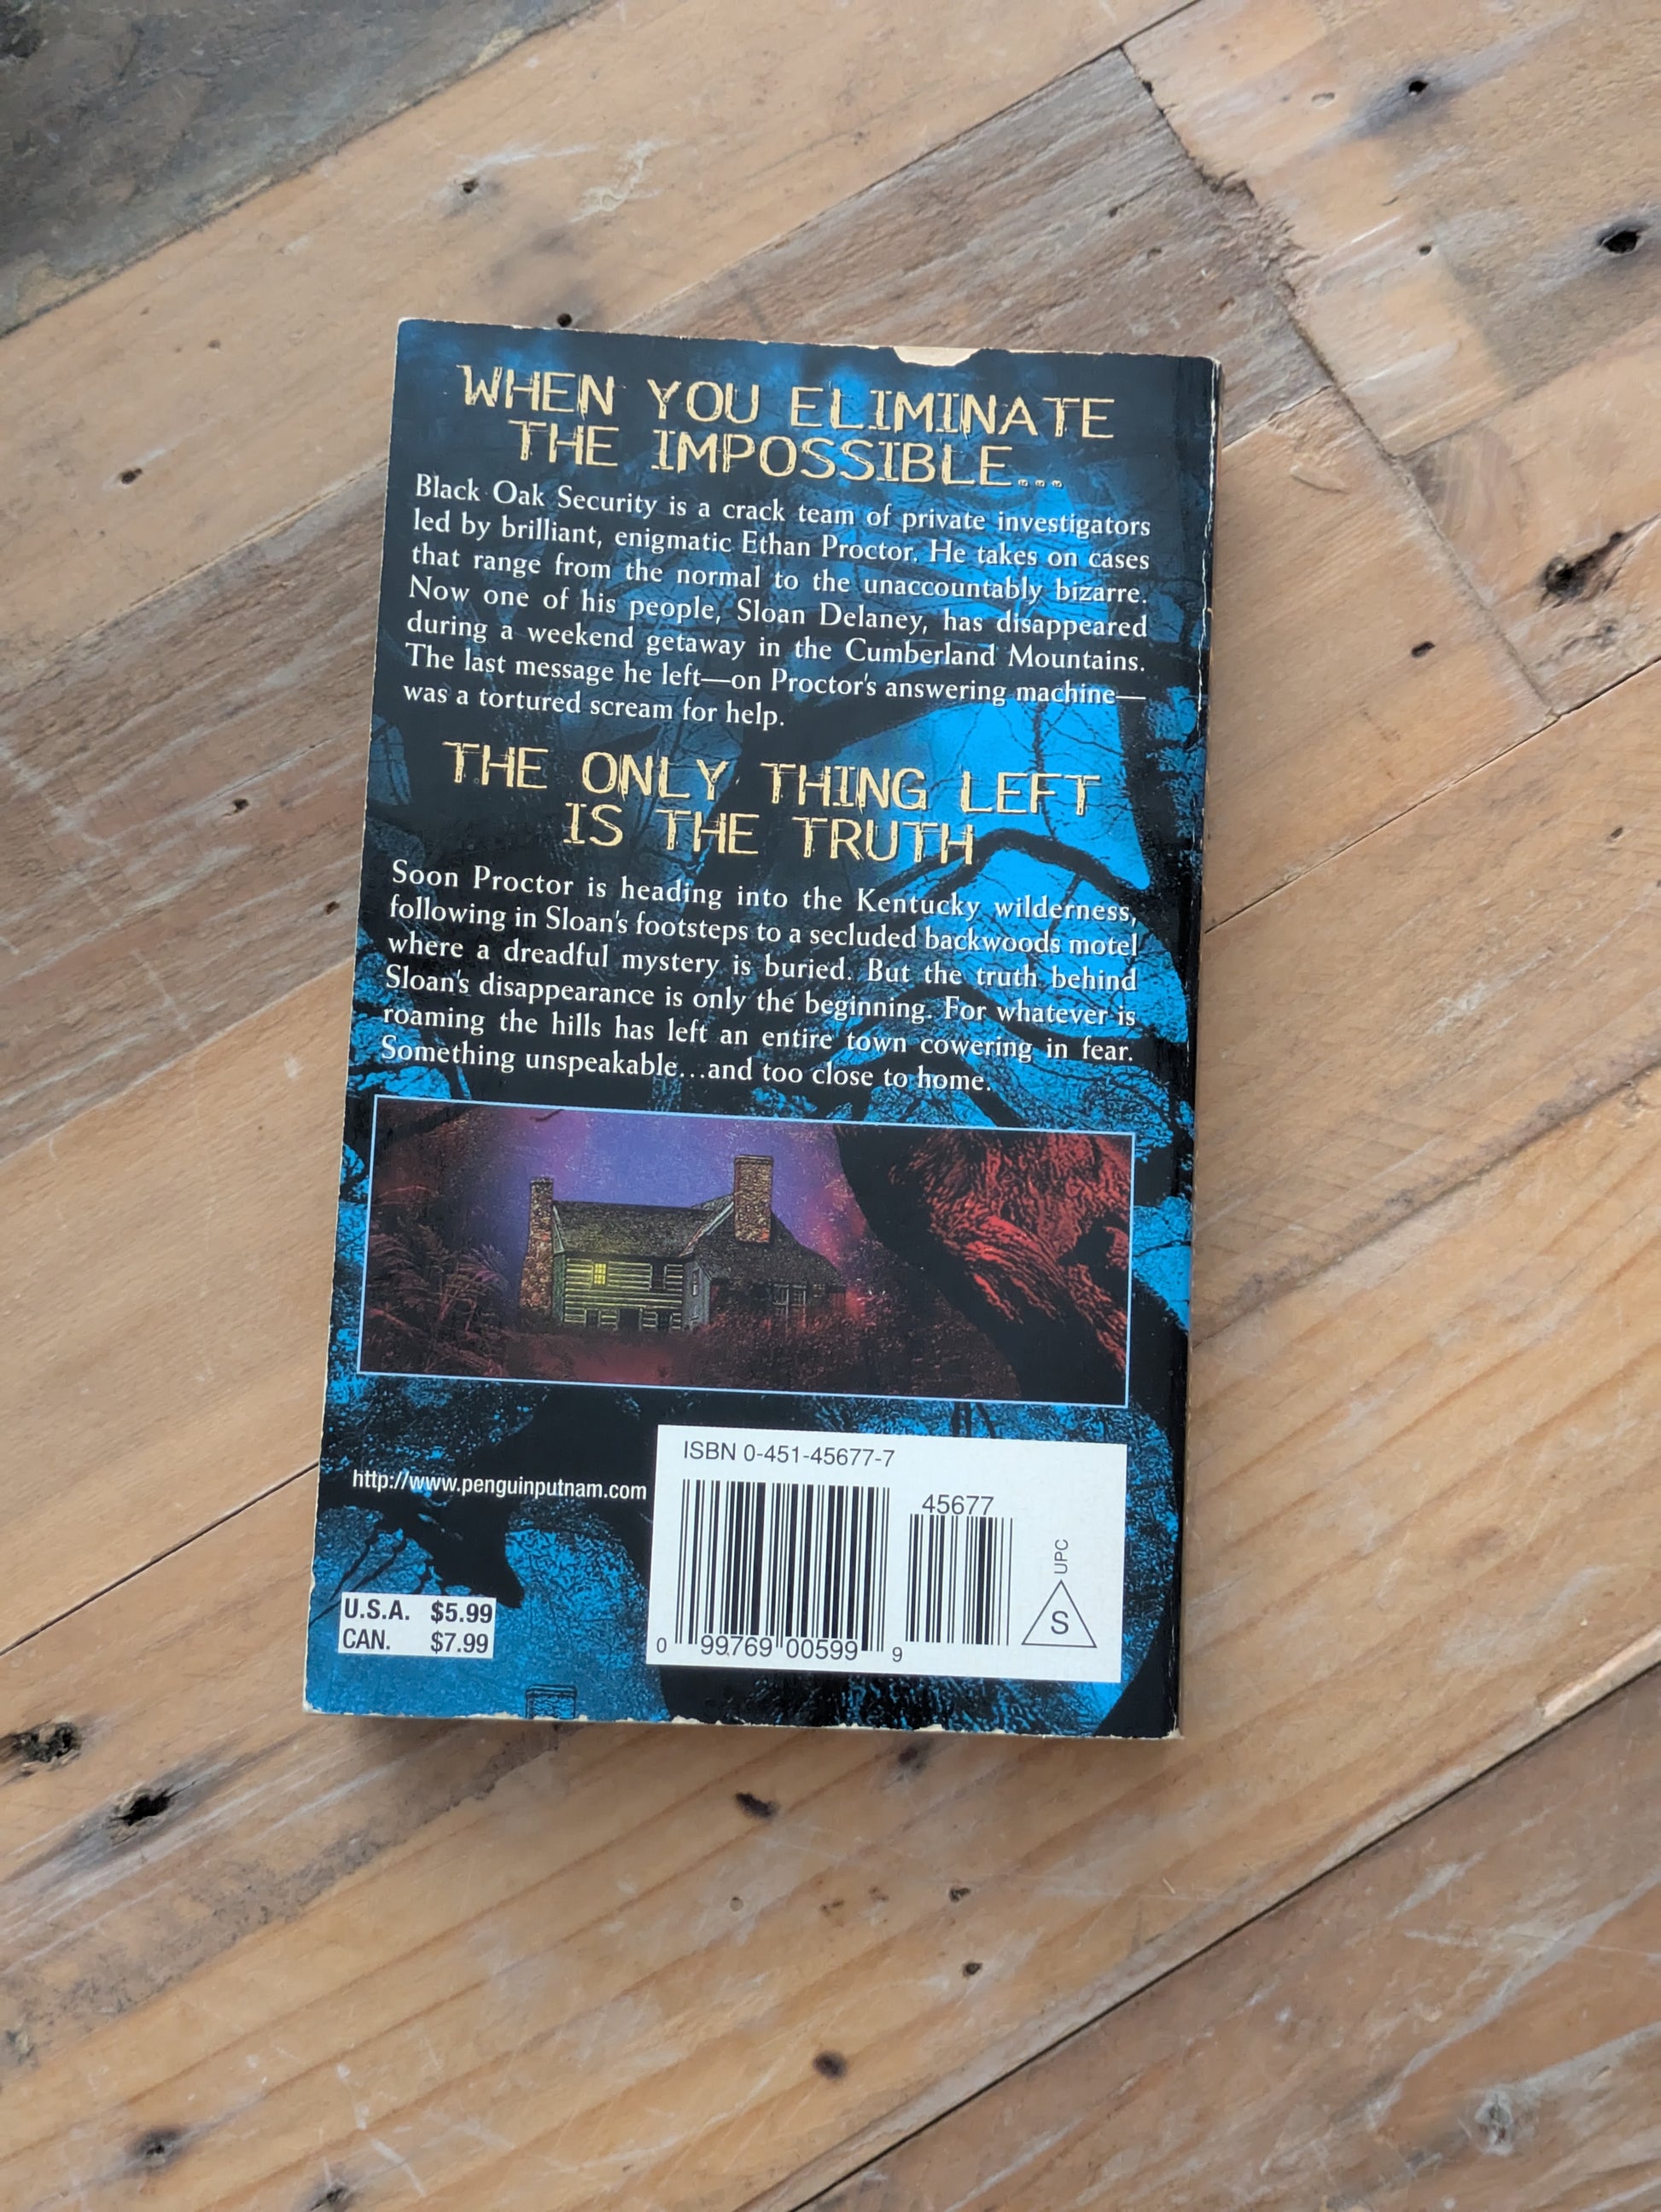 WHEN YOU ELIMINATE
THE IMPOSSIBLE...
Black Oak Security is a crack team of private investigators
led by brilliant, enigmatic Ethan Proctor. He takes on cases
that range from the normal to the unaccountably bizarre.
Now one of his people, Sloan Delaney, has disappeared
during a weekend getaway in the Cumberland Mountains.
The last message he left—on Proctor's answering machine—
was a tortured scream for help.
THE ONLY THING LEFT
IS THE TRUTH
Soon Proctor is heading into the Kentucky wilderness,
following in Sloan's footsteps to a secluded backwoods motel
where a dreadful mystery is buried. But the truth behind
Sloan's disappearance is only the beginning. For whatever is
roaming the hills has left an entire town cowering in fear.
Something unspeakable...and too close to home.
http://www.penguinputnam.com
U.S.A. $5.99
CAN. $7.99
ISBN 0-451-45677-7
45677
0 99769 00599 9
UPC
S